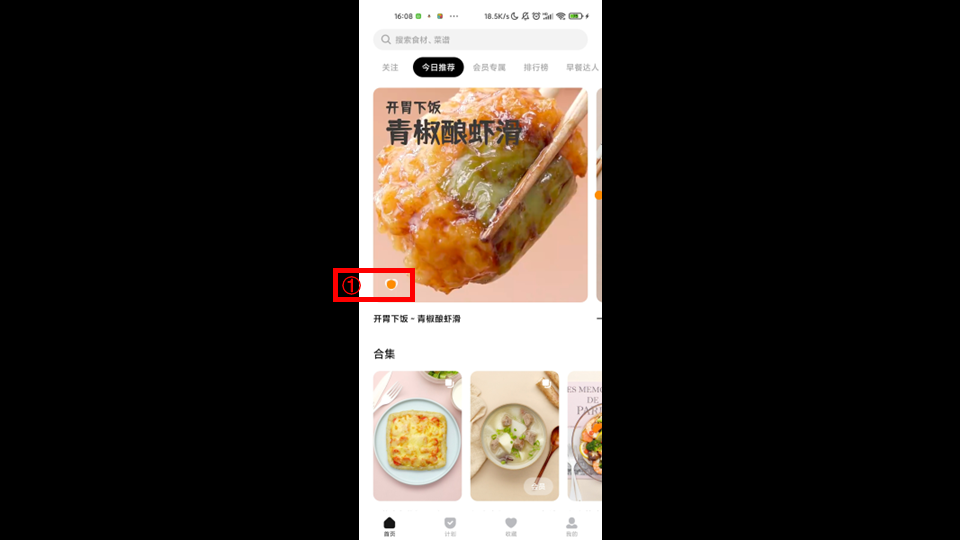 16:08
18.5K/s
搜索食材、菜谱
关注 今日推荐 会员专属 排行榜 早餐达人
开胃下饭
青椒酿虾滑
①
开胃下饭 - 青椒酿虾滑
合集
ES MEMO
DE
PARI
首页 计划 收藏 我的